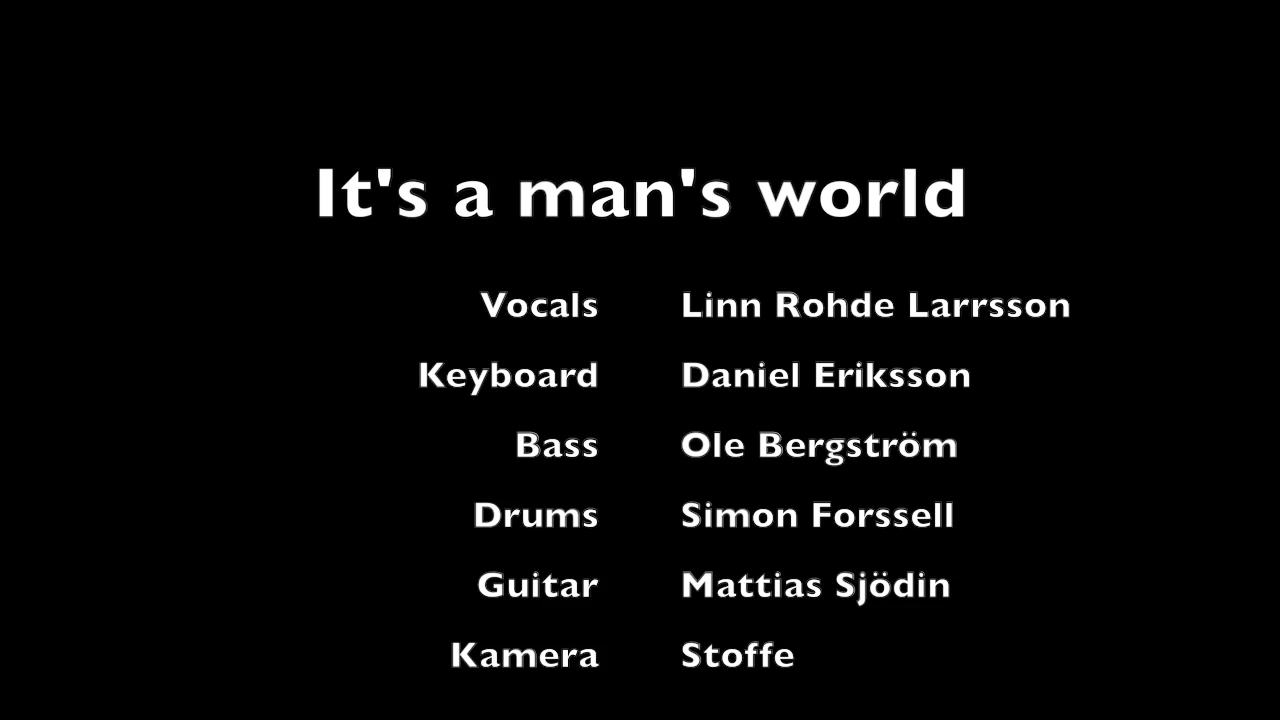 It's a man's world
Vocals Linn Rohde Larrsson
Keyboard Daniel Eriksson
Bass Ole Bergström
Drums Simon Forssell
Guitar Mattias Sjödin
Kamera Stoffe